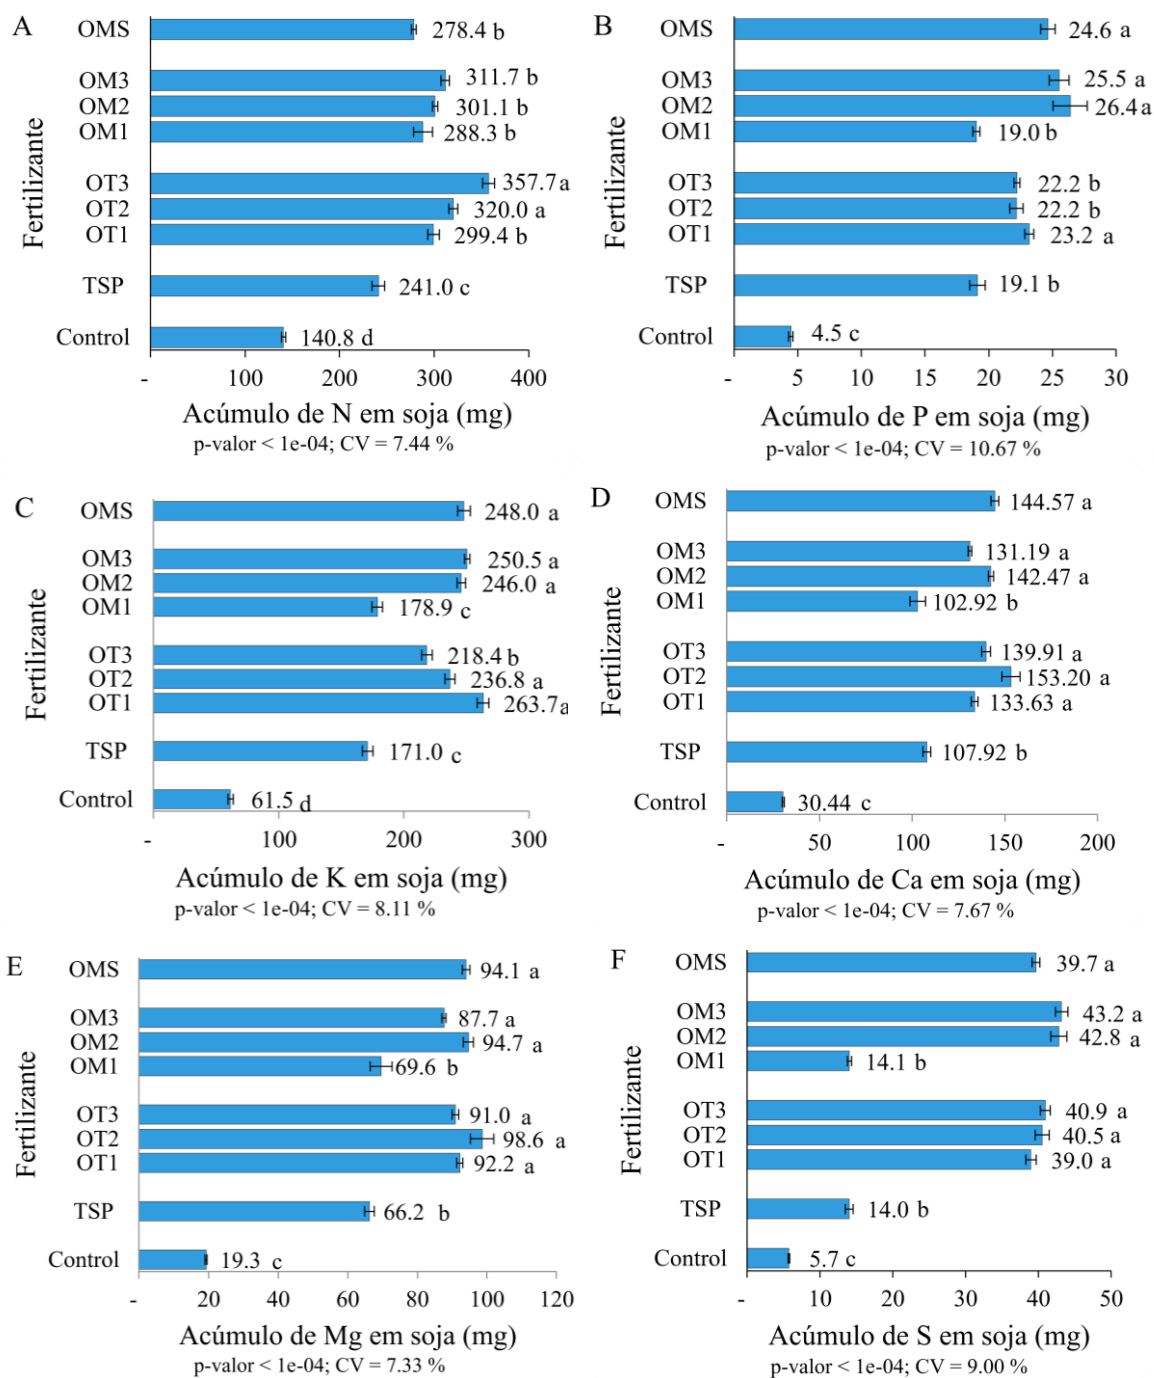 A
Fertilizante
OMS 278.4 b
OM3 311.7 b
OM2 301.1 b
OM1 288.3 b
OT3 357.7 a
OT2 320.0 a
OT1 299.4 b
TSP 241.0 c
Control 140.8 d
- 100 200 300 400
Acúmulo de N em soja (mg)
p-valor < 1e-04; CV = 7.44 %
B
Fertilizante
OMS 24.6 a
OM3 25.5 a
OM2 26.4 a
OM1 19.0 b
OT3 22.2 b
OT2 22.2 b
OT1 23.2 a
TSP 19.1 b
Control 4.5 c
- 5 10 15 20 25 30
Acúmulo de P em soja (mg)
p-valor < 1e-04; CV = 10.67 %
C
Fertilizante
OMS 248.0 a
OM3 250.5 a
OM2 246.0 a
OM1 178.9 c
OT3 218.4 b
OT2 236.8 a
OT1 263.7 a
TSP 171.0 c
Control 61.5 d
- 100 200 300
Acúmulo de K em soja (mg)
p-valor < 1e-04; CV = 8.11 %
D
Fertilizante
OMS 144.57 a
OM3 131.19 a
OM2 142.47 a
OM1 102.92 b
OT3 139.91 a
OT2 153.20 a
OT1 133.63 a
TSP 107.92 b
Control 30.44 c
- 50 100 150 200
Acúmulo de Ca em soja (mg)
p-valor < 1e-04; CV = 7.67 %
E
Fertilizante
OMS 94.1 a
OM3 87.7 a
OM2 94.7 a
OM1 69.6 b
OT3 91.0 a
OT2 98.6 a
OT1 92.2 a
TSP 66.2 b
Control 19.3 c
- 20 40 60 80 100 120
Acúmulo de Mg em soja (mg)
p-valor < 1e-04; CV = 7.33 %
F
Fertilizante
OMS 39.7 a
OM3 43.2 a
OM2 42.8 a
OM1 14.1 b
OT3 40.9 a
OT2 40.5 a
OT1 39.0 a
TSP 14.0 b
Control 5.7 c
- 10 20 30 40 50
Acúmulo de S em soja (mg)
p-valor < 1e-04; CV = 9.00 %